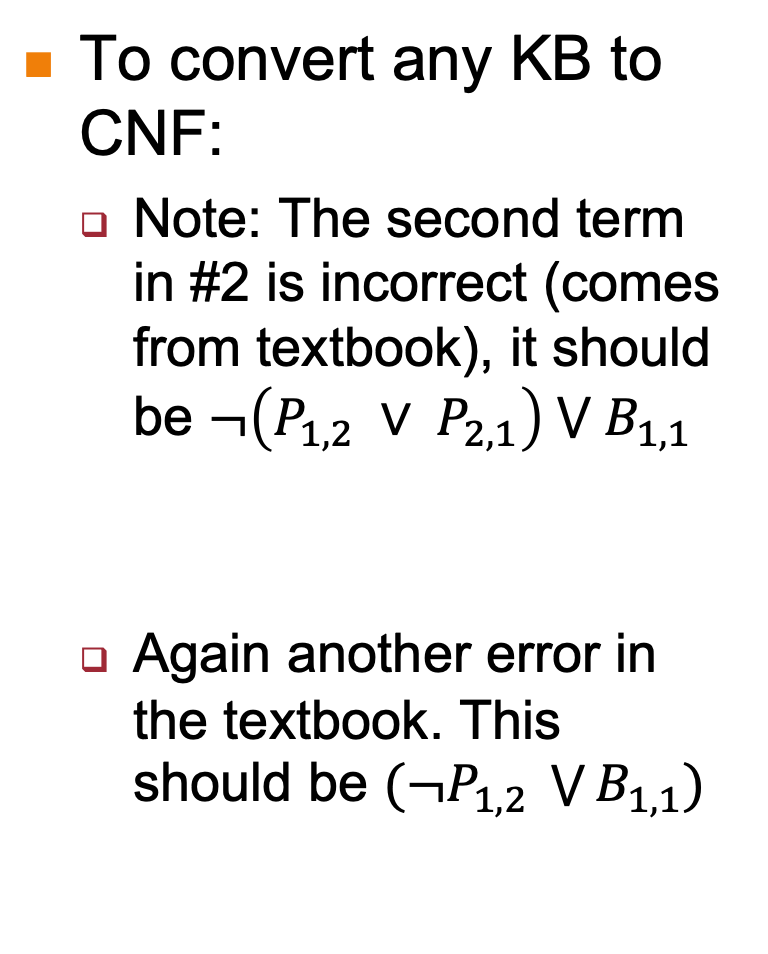 To convert any KB to
CNF:
Note: The second term
in #2 is incorrect (comes
from textbook), it should
be ¬(P₁,₂ ∨ P₂,₁) ∨ B₁,₁
Again another error in
the textbook. This
should be (¬P₁,₂ ∨ B₁,₁)